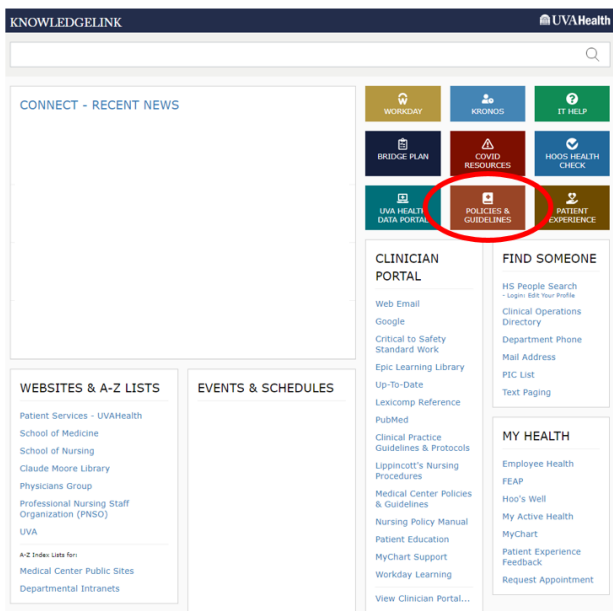 KNOWLEDGELINK
UVAHealth
CONNECT - RECENT NEWS
WORKDAY
KRONOS
IT HELP
BRIDGE PLAN
COVID
RESOURCES
HOOS HEALTH
CHECK
UVA HEALTH
DATA PORTAL
POLICIES &
GUIDELINES
PATIENT
EXPERIENCE
CLINICIAN
PORTAL
Web Email
Google
Critical to Safety
Standard Work
Epic Learning Library
Up-To-Date
Lexicomp Reference
PubMed
Clinical Practice
Guidelines & Protocols
Lippincott's Nursing
Procedures
Medical Center Policies
& Guidelines
Nursing Policy Manual
Patient Education
MyChart Support
Workday Learning
View Clinician Portal...
FIND SOMEONE
HS People Search
- Login: Edit Your Profile
Clinical Operations
Directory
Department Phone
Mail Address
PIC List
Text Paging
MY HEALTH
Employee Health
FEAP
Hoo's Well
My Active Health
MyChart
Patient Experience
Feedback
Request Appointment
WEBSITES & A-Z LISTS
Patient Services - UVAHealth
School of Medicine
School of Nursing
Claude Moore Library
Physicians Group
Professional Nursing Staff
Organization (PNSO)
UVA
A-Z Index Lists for:
Medical Center Public Sites
Departmental Intranets
EVENTS & SCHEDULES